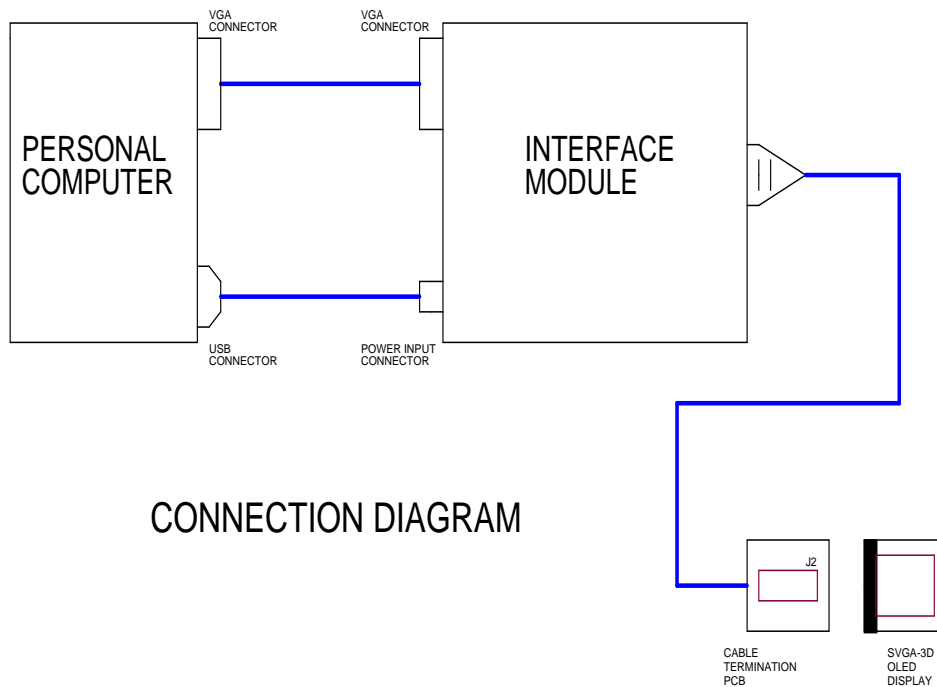 VGA
CONNECTOR
VGA
CONNECTOR
PERSONAL
COMPUTER
INTERFACE
MODULE
USB
CONNECTOR
POWER INPUT
CONNECTOR
CONNECTION DIAGRAM
J2
CABLE
TERMINATION
PCB
SVGA-3D
OLED
DISPLAY